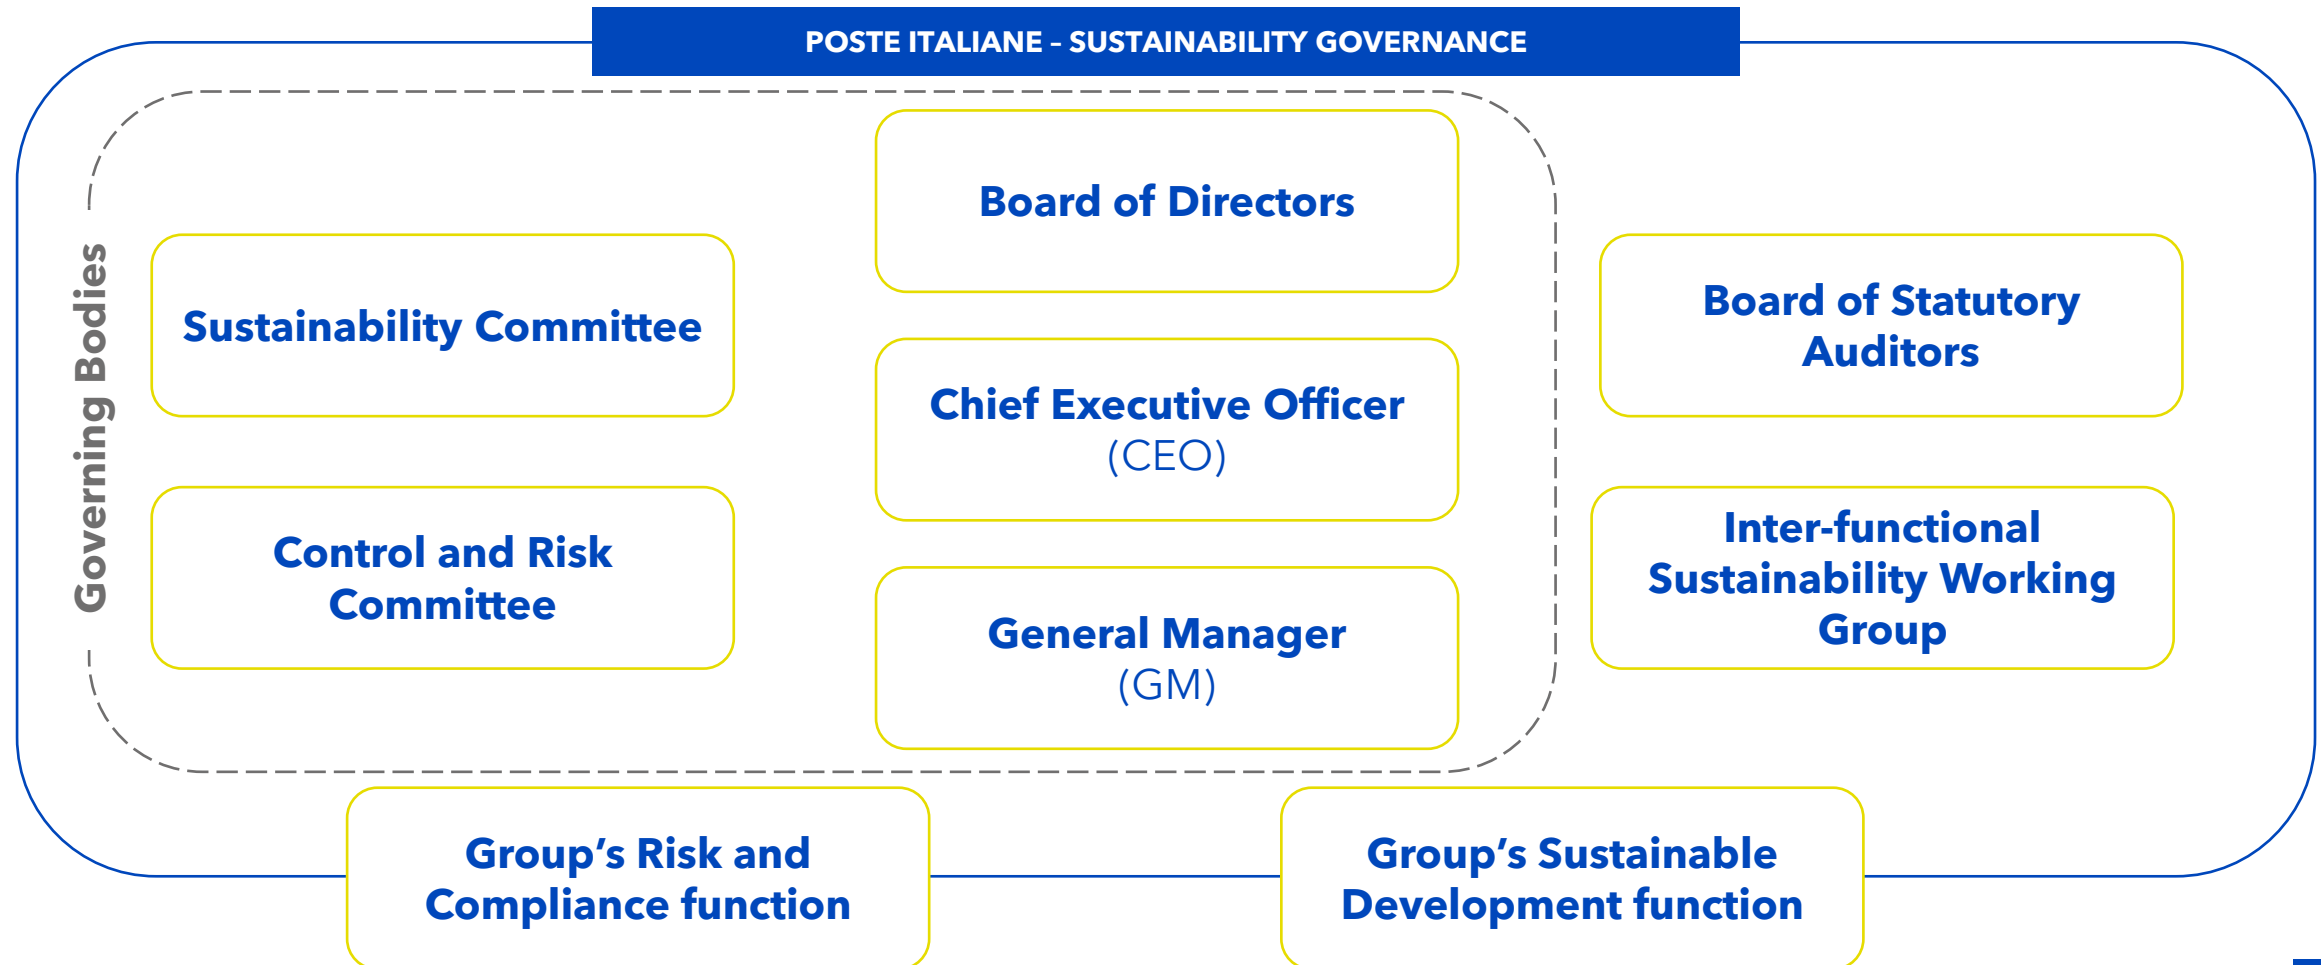 POSTE ITALIANE – SUSTAINABILITY GOVERNANCE
Governing Bodies
Board of Directors
Sustainability Committee
Board of Statutory
Auditors
Chief Executive Officer
(CEO)
Control and Risk
Committee
Inter-functional
Sustainability Working
Group
General Manager
(GM)
Group’s Risk and
Compliance function
Group’s Sustainable
Development function